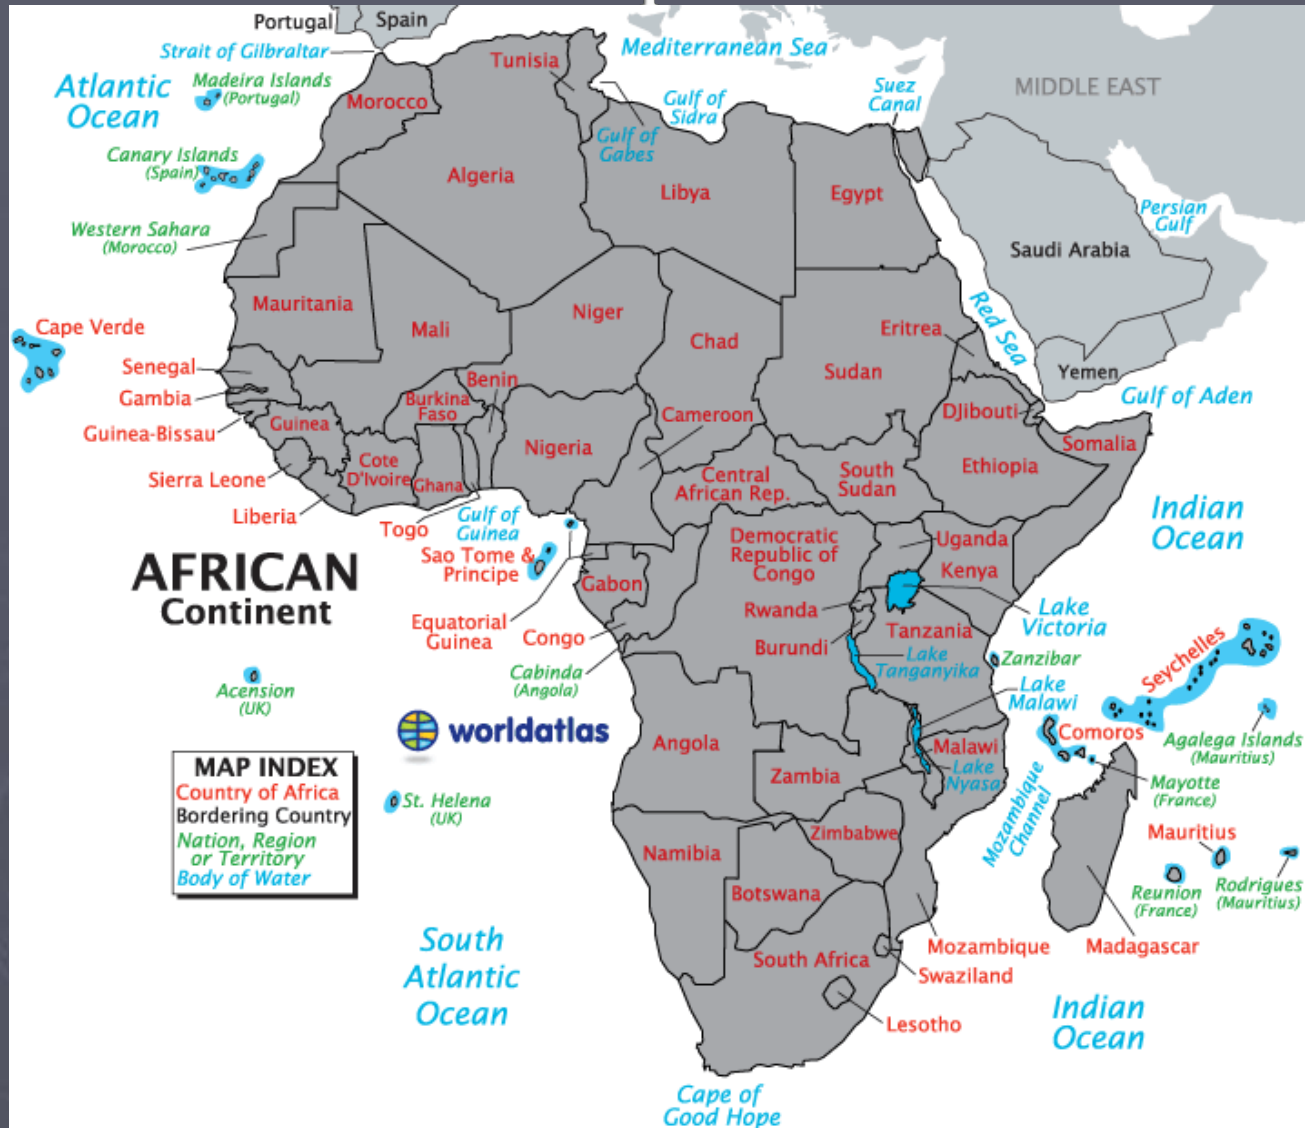 Portugal
Spain
Strait of Gilbraltar
Mediterranean Sea
Atlantic
Ocean
Madeira Islands
(Portugal)
Tunisia
Morocco
Gulf of
Sidra
Suez
Canal
MIDDLE EAST
Gulf of
Gabes
Canary Islands
(Spain)
Algeria
Libya
Egypt
Persian
Gulf
Western Sahara
(Morocco)
Saudi Arabia
Mauritania
Mali
Niger
Chad
Sudan
Eritrea
Red Sea
Cape Verde
Senegal
Gambia
Guinea-Bissau
Guinea
Burkina
Faso
Benin
Cameroon
Yemen
Gulf of Aden
DJibouti
Somalia
Nigeria
Cote
D'Ivoire
Ghana
Central
African Rep.
South
Sudan
Ethiopia
Sierra Leone
Liberia
Togo
Gulf of
Guinea
Indian
Ocean
AFRICAN
Continent
Sao Tome &
Principe
Gabon
Democratic
Republic of
Congo
Uganda
Kenya
Rwanda
Burundi
Tanzania
Lake
Victoria
Equatorial
Guinea
Congo
Cabinda
(Angola)
Lake
Tanganyika
Zanzibar
Lake
Malawi
Seychelles
Acension
(UK)
worldatlas
Angola
Zambia
Malawi
Lake
Nyasa
Comoros
Agalega Islands
(Mauritius)
Mayotte
(France)
Mozambique
Channel
MAP INDEX
Country of Africa
Bordering Country
Nation, Region
or Territory
Body of Water
St. Helena
(UK)
Namibia
Zimbabwe
Botswana
Mauritius
Reunion
(France)
Rodrigues
(Mauritius)
South
Atlantic
Ocean
South Africa
Mozambique
Swaziland
Madagascar
Lesotho
Indian
Ocean
Cape of
Good Hope